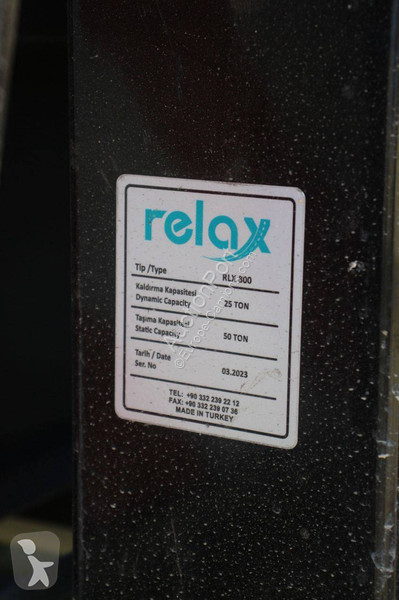 relax
Tip /Type RLX 300
Kaldırma Kapasitesi
Dynamic Capacity 25 TON
Taşıma Kapasitesi
Static Capacity 50 TON
Tarih / Date
Ser. No 03.2023
TEL: +90 332 239 22 12
FAX: +90 332 239 07 36
MADE IN TURKEY